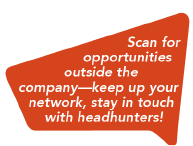 Scan for
opportunities
outside the
company—keep up your
network, stay in touch
with headhunters!